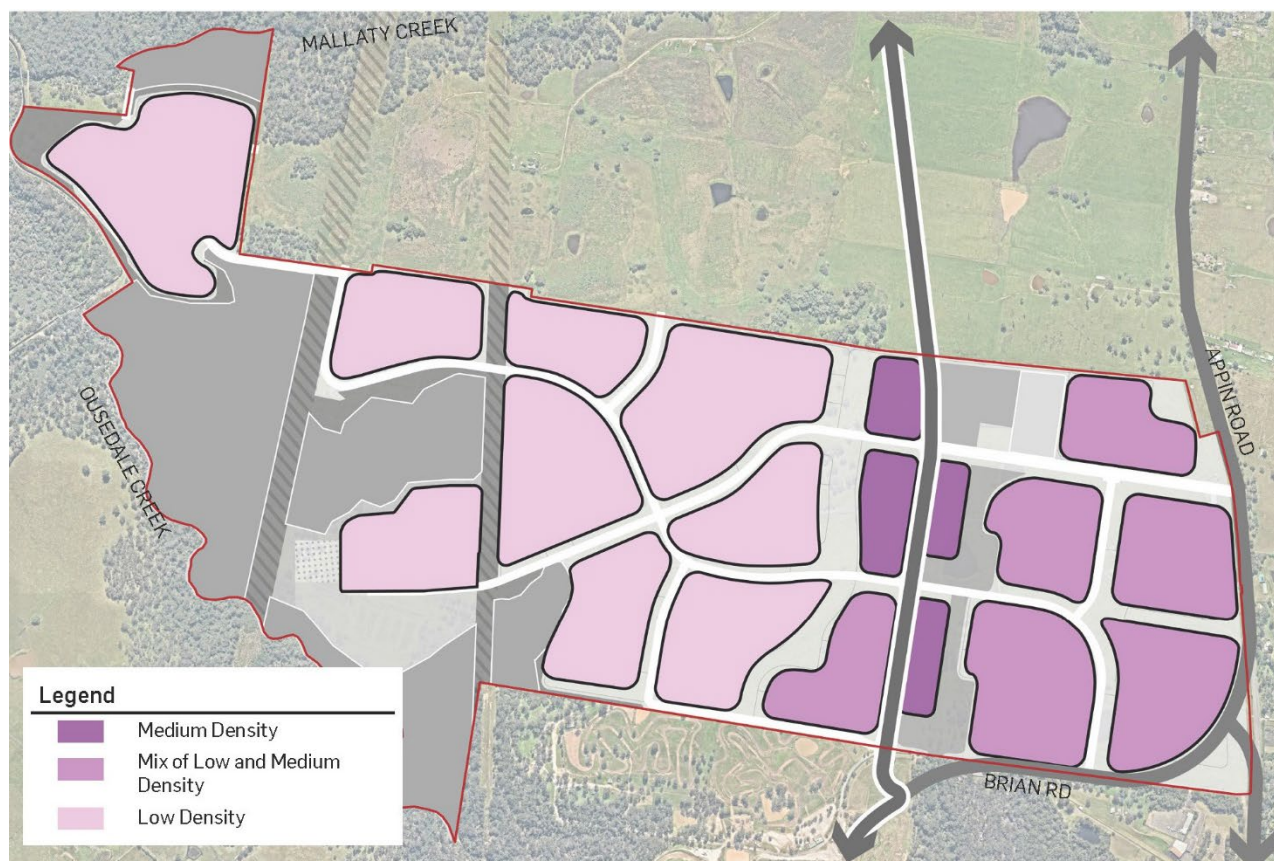 MALLATY CREEK
OUSEDALE CREEK
APPIN ROAD
BRIAN RD
Legend
Medium Density
Mix of Low and Medium
Density
Low Density